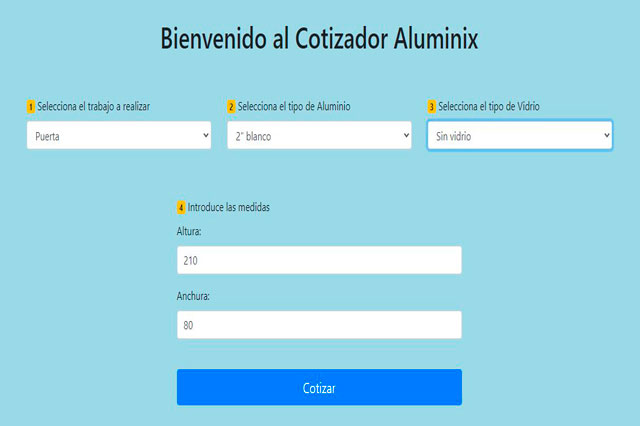 Bienvenido al Cotizador Aluminix
1 Selecciona el trabajo a realizar
Puerta
2 Selecciona el tipo de Aluminio
2" blanco
3 Selecciona el tipo de Vidrio
Sin vidrio
4 Introduce las medidas
Altura:
210
Anchura:
80
Cotizar